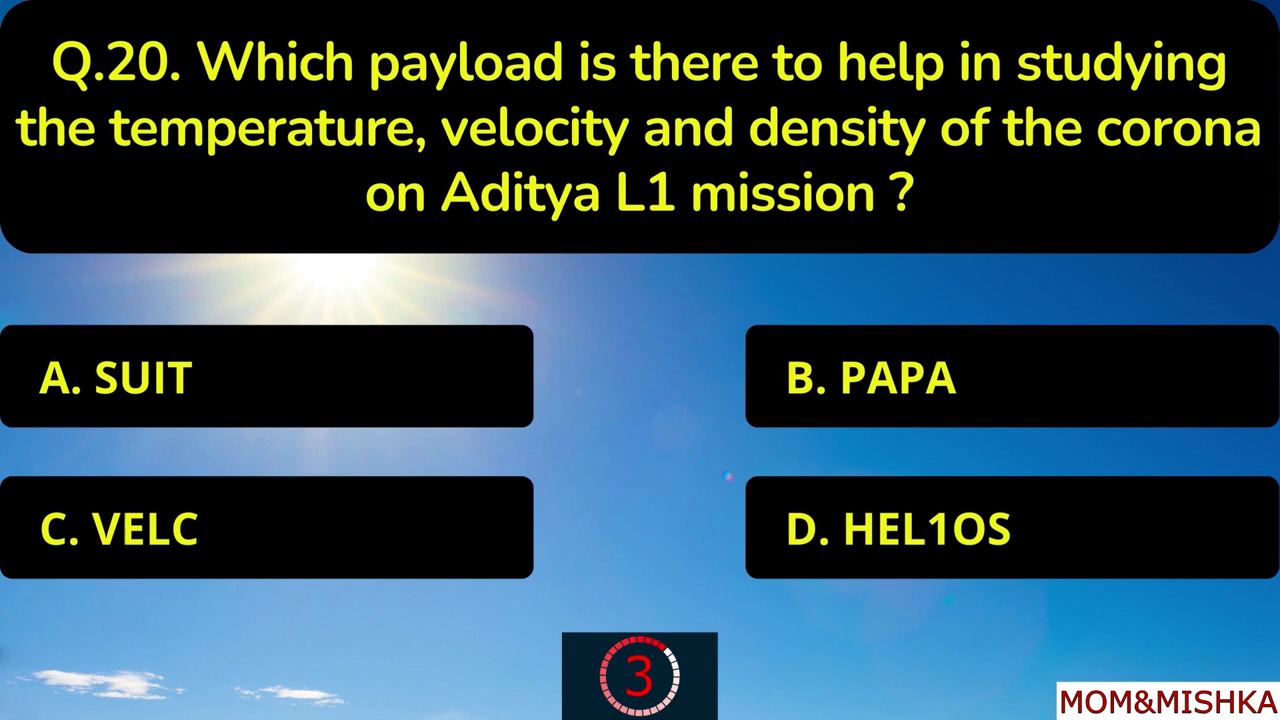 Q.20. Which payload is there to help in studying
the temperature, velocity and density of the corona
on Aditya L1 mission ?
A. SUIT
B. PAPA
C. VELC
D. HEL1OS
3
MOM&MISHKA